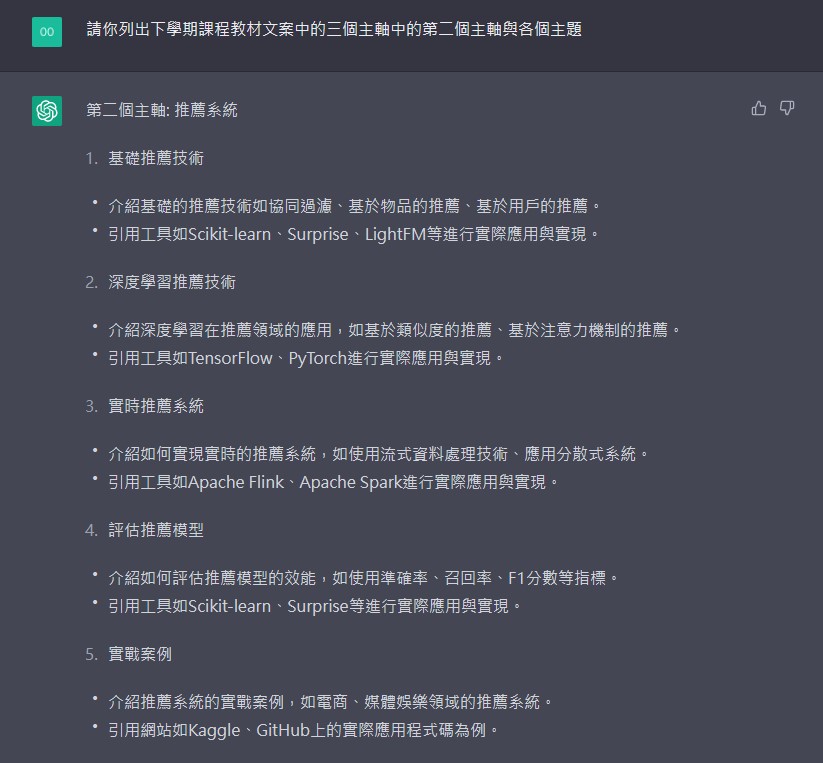 00
請你列出下學期課程教材文案中的三個主軸中的第二個主軸與各個主題
第二個主軸: 推薦系統
1. 基礎推薦技術
• 介紹基礎的推薦技術如協同過濾、基於物品的推薦、基於用戶的推薦。
• 引用工具如Scikit-learn、Surprise、LightFM等進行實際應用與實現。
2. 深度學習推薦技術
• 介紹深度學習在推薦領域的應用，如基於類似度的推薦、基於注意力機制的推薦。
• 引用工具如TensorFlow、PyTorch進行實際應用與實現。
3. 實時推薦系統
• 介紹如何實現實時的推薦系統，如使用流式資料處理技術、應用分散式系統。
• 引用工具如Apache Flink、Apache Spark進行實際應用與實現。
4. 評估推薦模型
• 介紹如何評估推薦模型的效能，如使用準確率、召回率、F1分數等指標。
• 引用工具如Scikit-learn、Surprise等進行實際應用與實現。
5. 實戰案例
• 介紹推薦系統的實戰案例，如電商、媒體娛樂領域的推薦系統。
• 引用網站如Kaggle、GitHub上的實際應用程式碼為例。